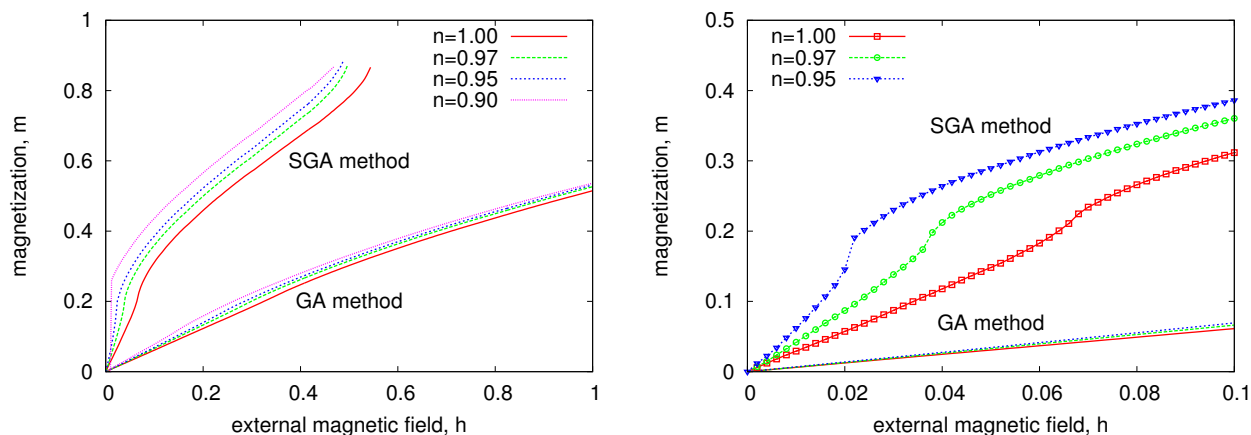 1
0.8
0.6
0.4
0.2
0
magnetization, m
n=1.00
n=0.97
n=0.95
n=0.90
SGA method
GA method
0 0.2 0.4 0.6 0.8 1
external magnetic field, h
0.5
0.4
0.3
0.2
0.1
0
magnetization, m
n=1.00
n=0.97
n=0.95
SGA method
GA method
0 0.02 0.04 0.06 0.08 0.1
external magnetic field, h